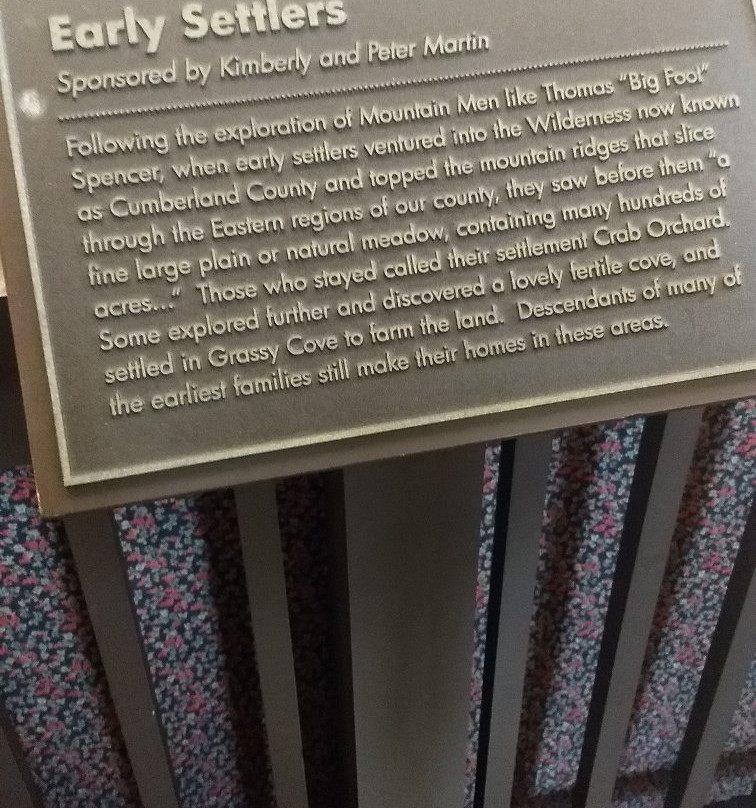 Early Settlers
Sponsored by Kimberly and Peter Martin
Following the exploration of Mountain Men like Thomas "Big Foot"
Spencer, when early settlers ventured into the Wilderness now known
as Cumberland County and topped the mountain ridges that slice
through the Eastern regions of our county, they saw before them "a
fine large plain or natural meadow, containing many hundreds of
acres..." Those who stayed called their settlement Crab Orchard.
Some explored further and discovered a lovely fertile cove, and
settled in Grassy Cove to farm the land. Descendants of many of
the earliest families still make their homes in these areas.